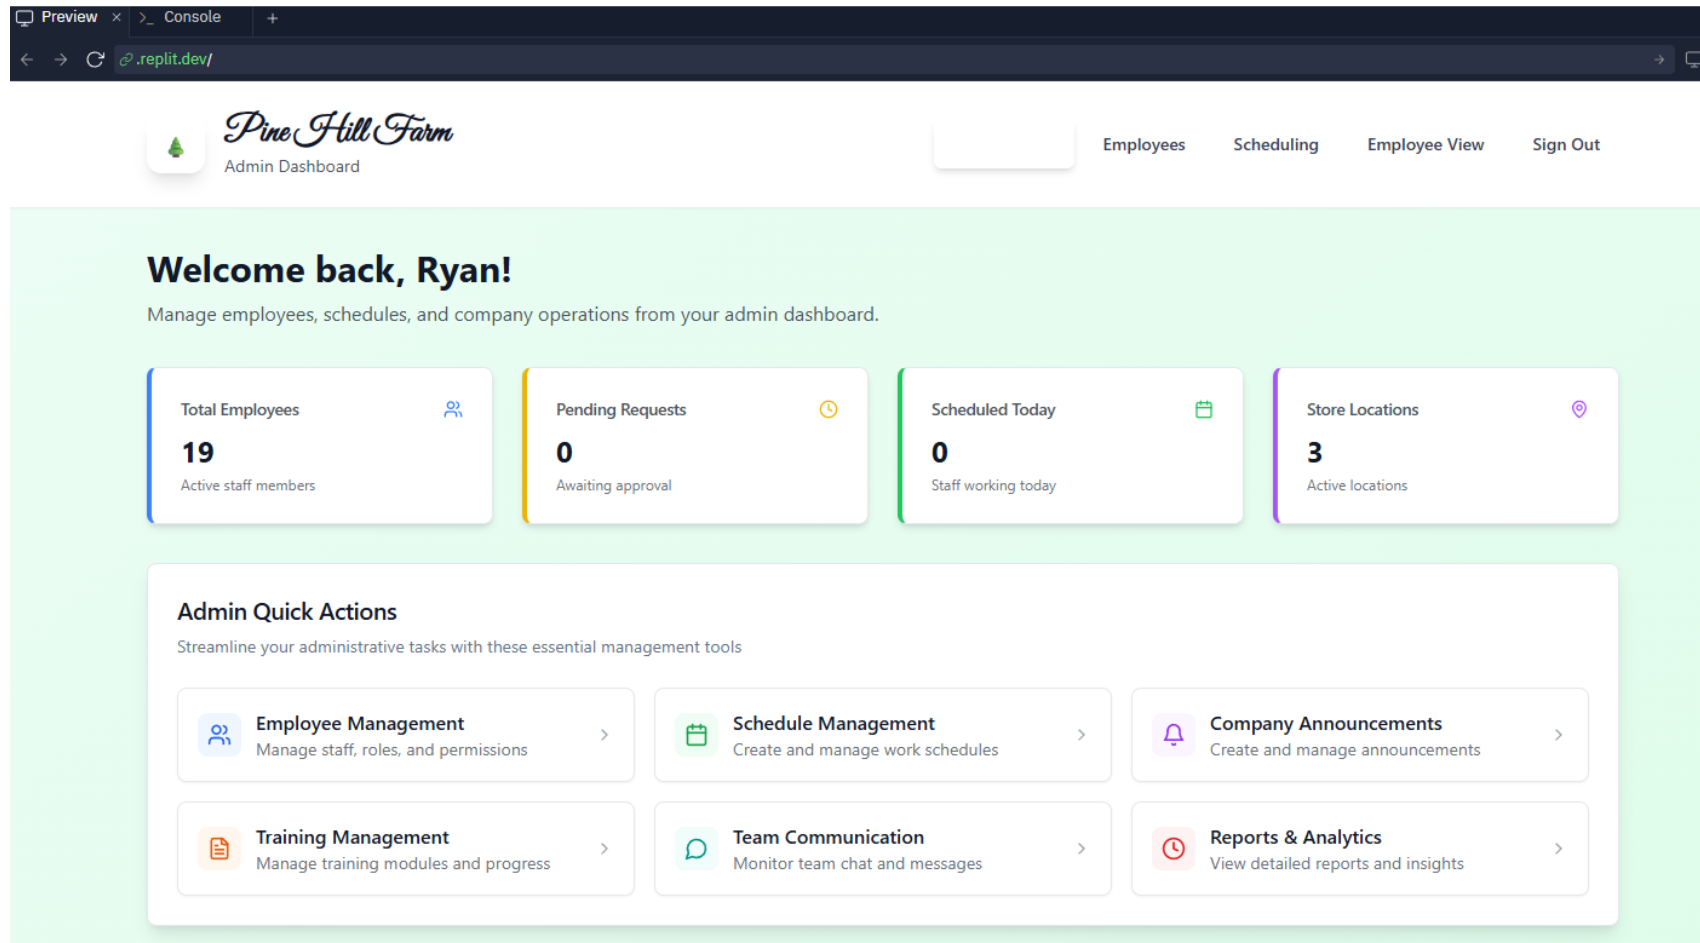 Preview
Console
.replit.dev/
Pine Hill Farm
Admin Dashboard
Employees
Scheduling
Employee View
Sign Out
Welcome back, Ryan!
Manage employees, schedules, and company operations from your admin dashboard.
Total Employees
19
Active staff members
Pending Requests
0
Awaiting approval
Scheduled Today
0
Staff working today
Store Locations
3
Active locations
Admin Quick Actions
Streamline your administrative tasks with these essential management tools
Employee Management
Manage staff, roles, and permissions
Schedule Management
Create and manage work schedules
Company Announcements
Create and manage announcements
Training Management
Manage training modules and progress
Team Communication
Monitor team chat and messages
Reports & Analytics
View detailed reports and insights